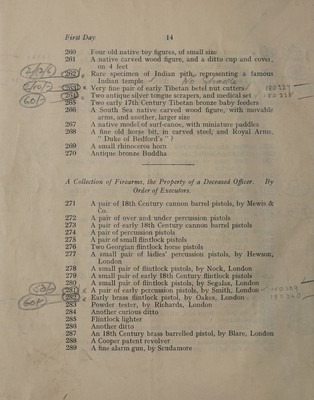 First Day 14
260 Four old native toy figures, of small size
261 A native carved wood figure, and a ditto cup and cover,
on 4 feet
262 Rare specimen of Indian pith, representing a famous
Indian temple
263 Very fine pair of early Tibetan betel nut cutters
264 Two antique silver tongue scrapers, and medical set
265 Two early 17th Century Tibetan bronze baby feeders
266 A South Sea native carved wood figure, with movable
arms, and another, larger size
267 A native model of surf-canoe, with miniature paddles
268 A fine old horse bit, in carved steel, and Royal Arms,
" Duke of Bedford's " ?
269 A small rhinoceros horn
270 Antique bronze Buddha
A Collection of Firearms, the Property of a Deceased Officer. By
Order of Executors.
271 A pair of 18th Century cannon barrel pistols, by Mewis &
Co.
272 A pair of over and under percussion pistols
273 A pair of early 18th Century cannon barrel pistols
274 A pair of percussion pistols
275 A pair of small flintlock pistols
276 Two Georgian flintlock horse pistols
277 A small pair of ladies' percussion pistols, by Hewson,
London
278 A small pair of flintlock pistols, by Nock, London
279 A small pair of early 18th Century flintlock pistols
280 A small pair of flintlock pistols, by Segalas, London
281 A pair of early percussion pistols, by Smith, London
282 Early brass flintlock pistol, by Oakes, London
283 Powder tester, by Richards, London
284 Another curious ditto
285 Flintlock lighter
286 Another ditto
287 An 18th Century brass barrelled pistol, by Blare, London
288 A Cooper patent revolver
289 A fine alarm gun, by Scudamore